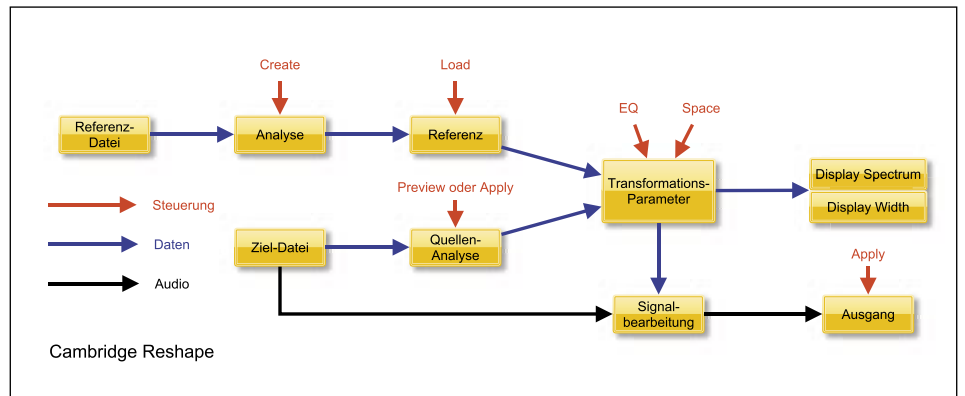 Create
Load
EQ
Space
Referenz-
Datei
Analyse
Referenz
Transformations-
Parameter
Display Spectrum
Display Width
Preview oder Apply
Steuerung
Daten
Audio
Ziel-Datei
Quellen-
Analyse
Apply
Signal-
bearbeitung
Ausgang
Cambridge Reshape